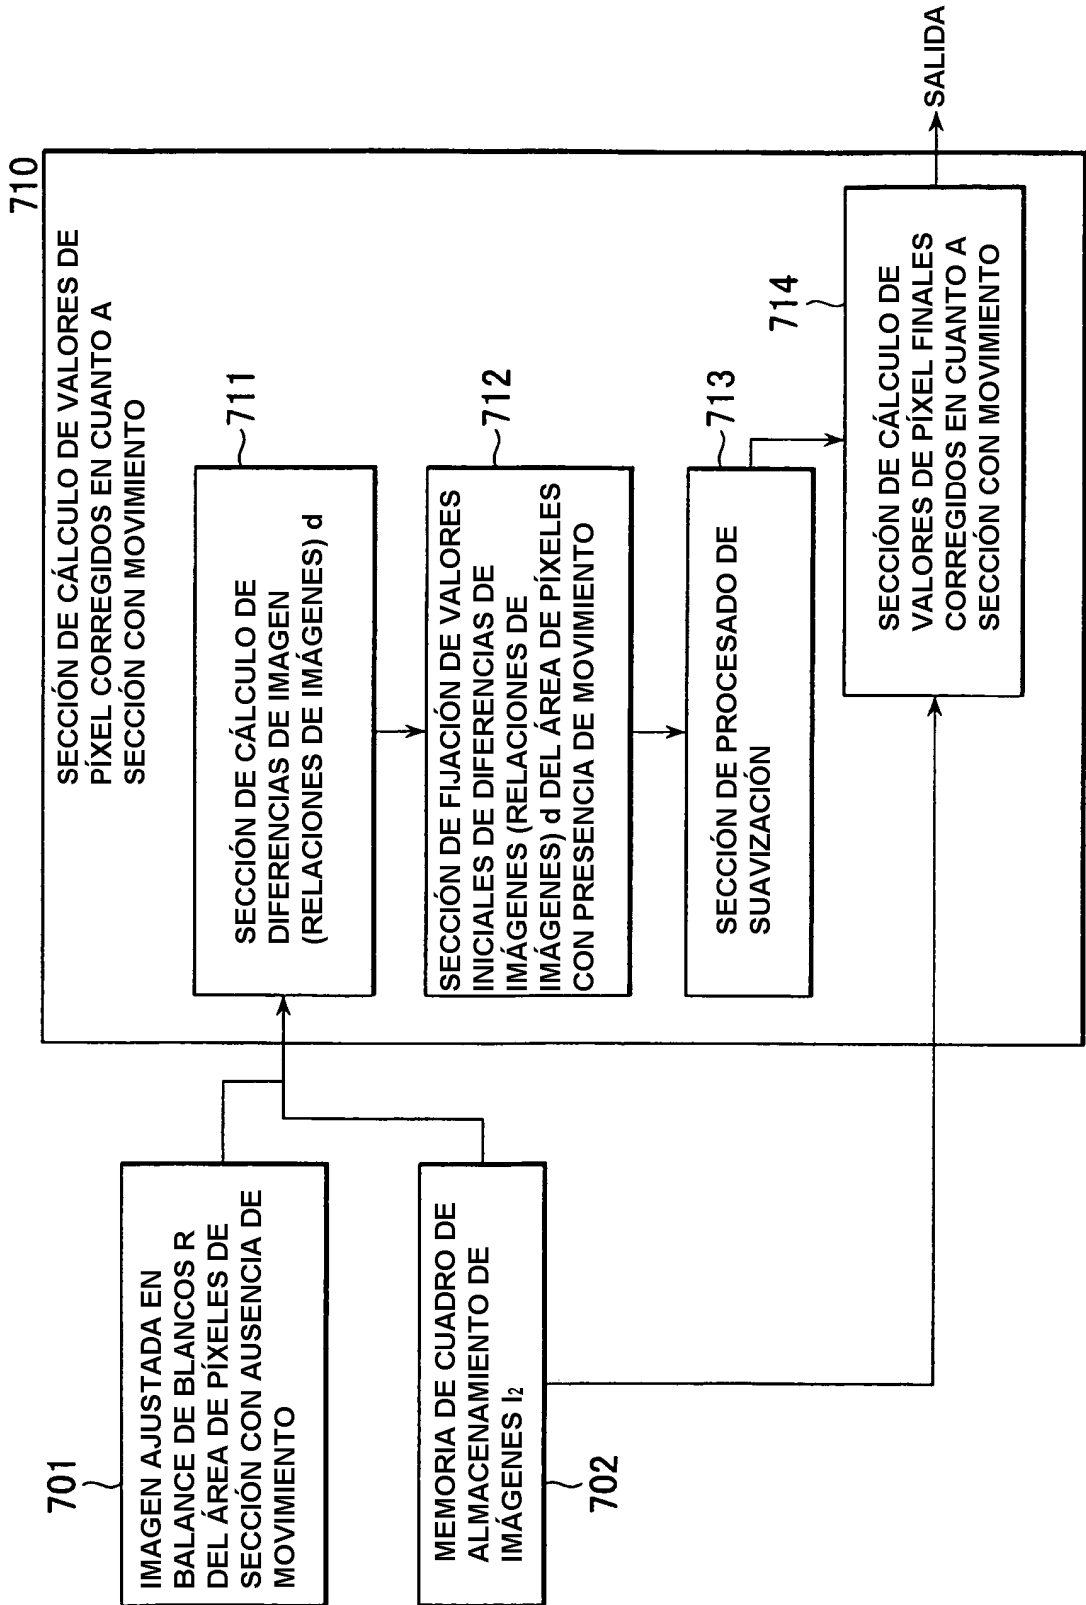 710
SECCIÓN DE CÁLCULO DE VALORES DE
PÍXEL CORREGIDOS EN CUANTO A
SECCIÓN CON MOVIMIENTO
701
IMAGEN AJUSTADA EN
BALANCE DE BLANCOS R
DEL ÁREA DE PÍXELES DE
SECCIÓN CON AUSENCIA DE
MOVIMIENTO
711
SECCIÓN DE CÁLCULO DE
DIFERENCIAS DE IMAGEN
(RELACIONES DE IMÁGENES) d
712
SECCIÓN DE FIJACIÓN DE VALORES
INICIALES DE DIFERENCIAS DE
IMÁGENES (RELACIONES DE
IMÁGENES) d DEL ÁREA DE PÍXELES
CON PRESENCIA DE MOVIMIENTO
MEMORIA DE CUADRO DE
ALMACENAMIENTO DE
IMÁGENES I₂
702
713
SECCIÓN DE PROCESADO DE
SUAVIZACIÓN
714
SECCIÓN DE CÁLCULO DE
VALORES DE PÍXEL FINALES
CORREGIDOS EN CUANTO A
SECCIÓN CON MOVIMIENTO
SALIDA